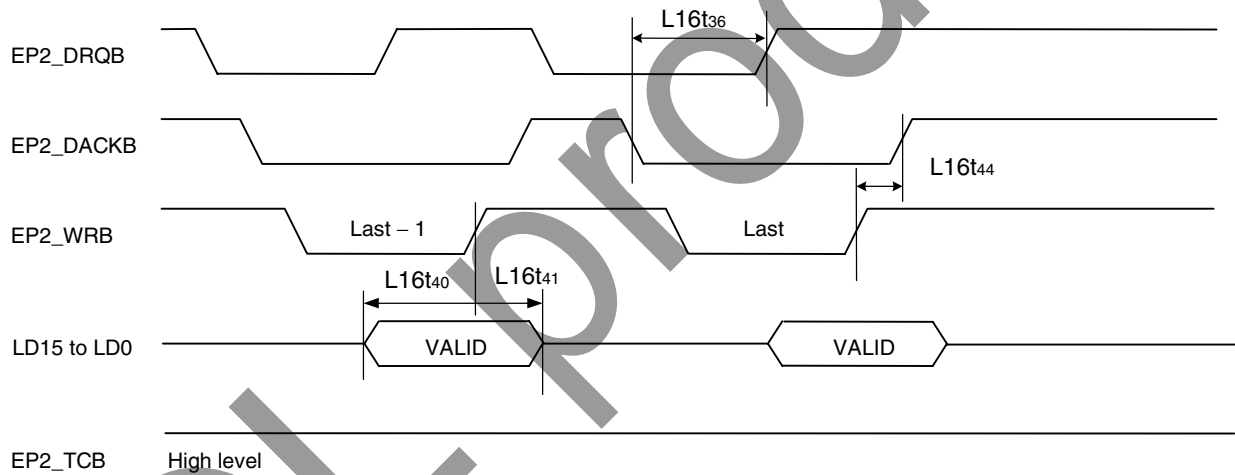 L16t36
EP2_DRQB
EP2_DACKB
L16t44
EP2_WRB
Last – 1
Last
L16t40
L16t41
LD15 to LD0
VALID
VALID
EP2_TCB
High level